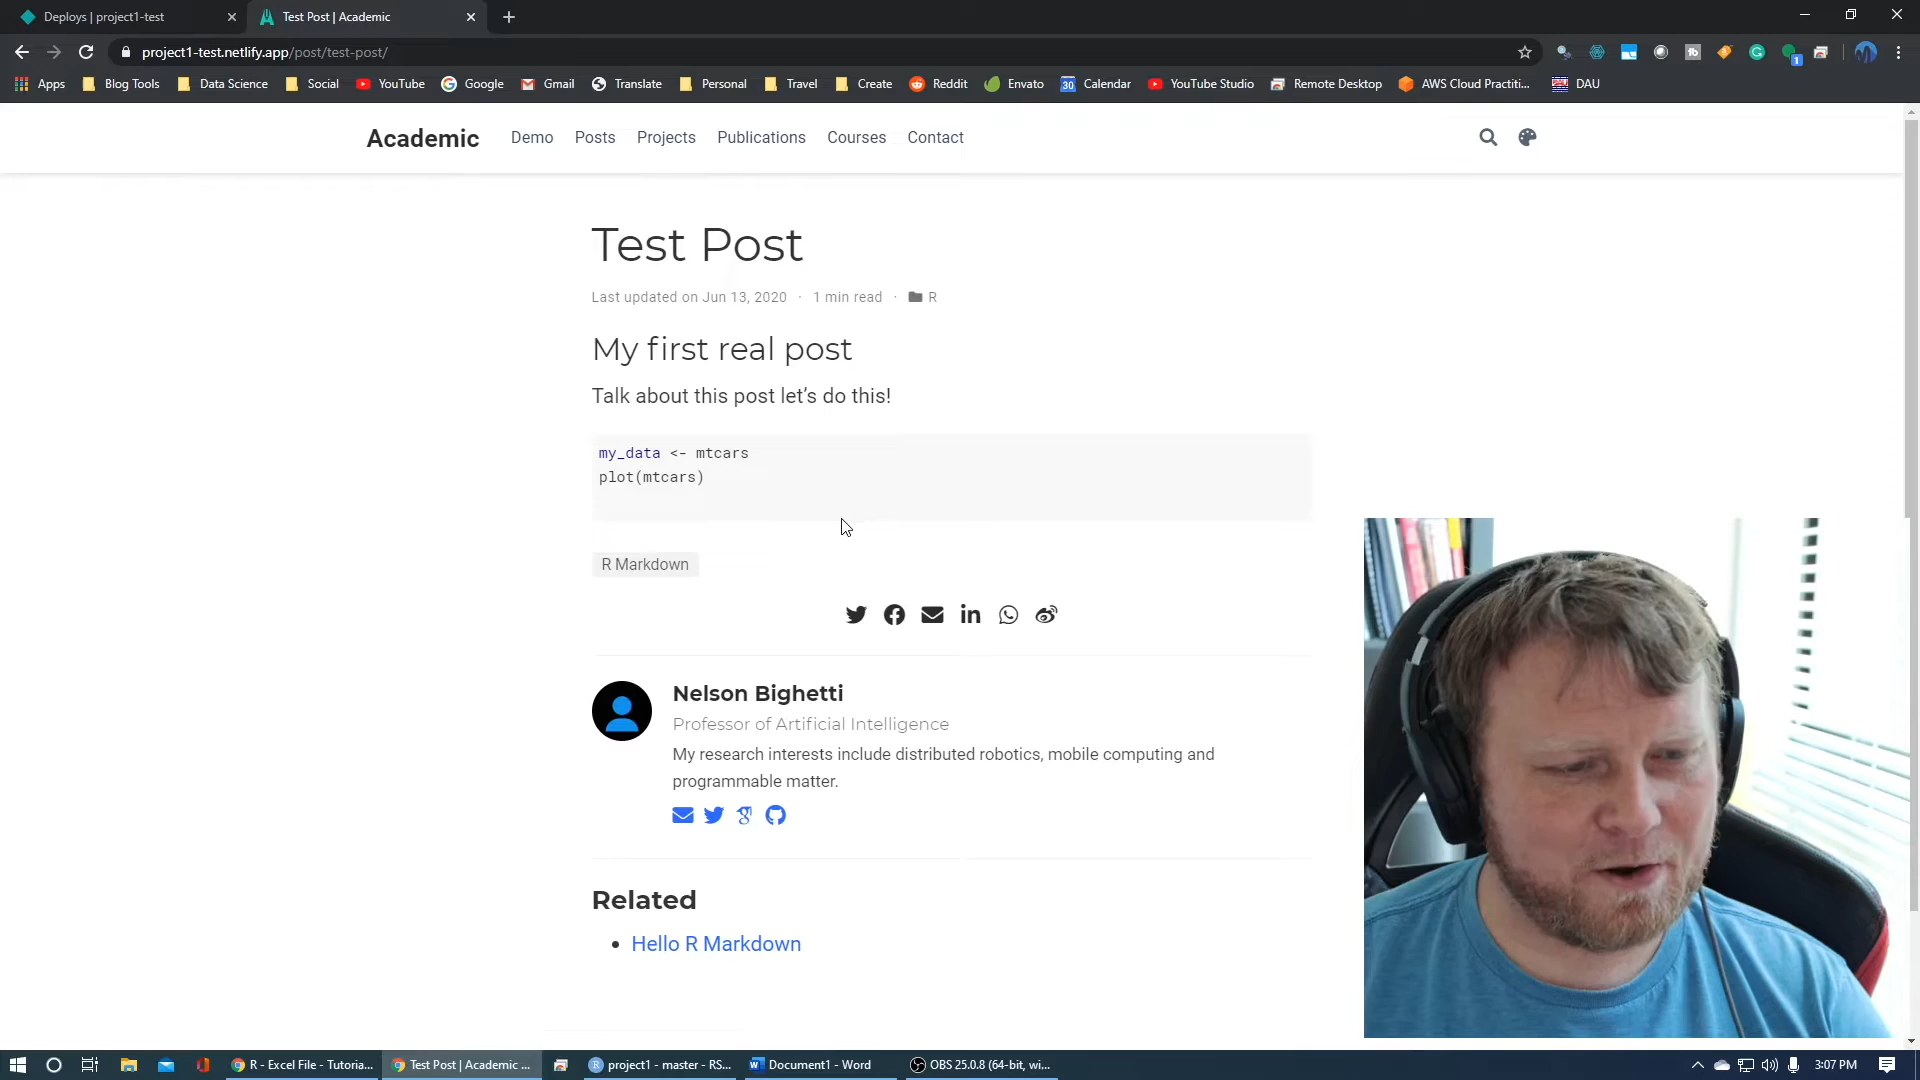 Deploys | project1-test
Test Post | Academic
project1-test.netlify.app/post/test-post/
Apps Blog Tools Data Science Social YouTube Google Gmail Translate Personal Travel Create Reddit Envato 30 Calendar YouTube Studio Remote Desktop AWS Cloud Practiti... DAU
Academic Demo Posts Projects Publications Courses Contact
Test Post
Last updated on Jun 13, 2020 · 1 min read · R
My first real post
Talk about this post let’s do this!
my_data <- mtcars
plot(mtcars)
R Markdown
Nelson Bighetti
Professor of Artificial Intelligence
My research interests include distributed robotics, mobile computing and
programmable matter.
Related
Hello R Markdown
R - Excel File - Tutoria... Test Post | Academic ... project1 - master - RS... Document1 - Word OBS 25.0.8 (64-bit, wi... 3:07 PM